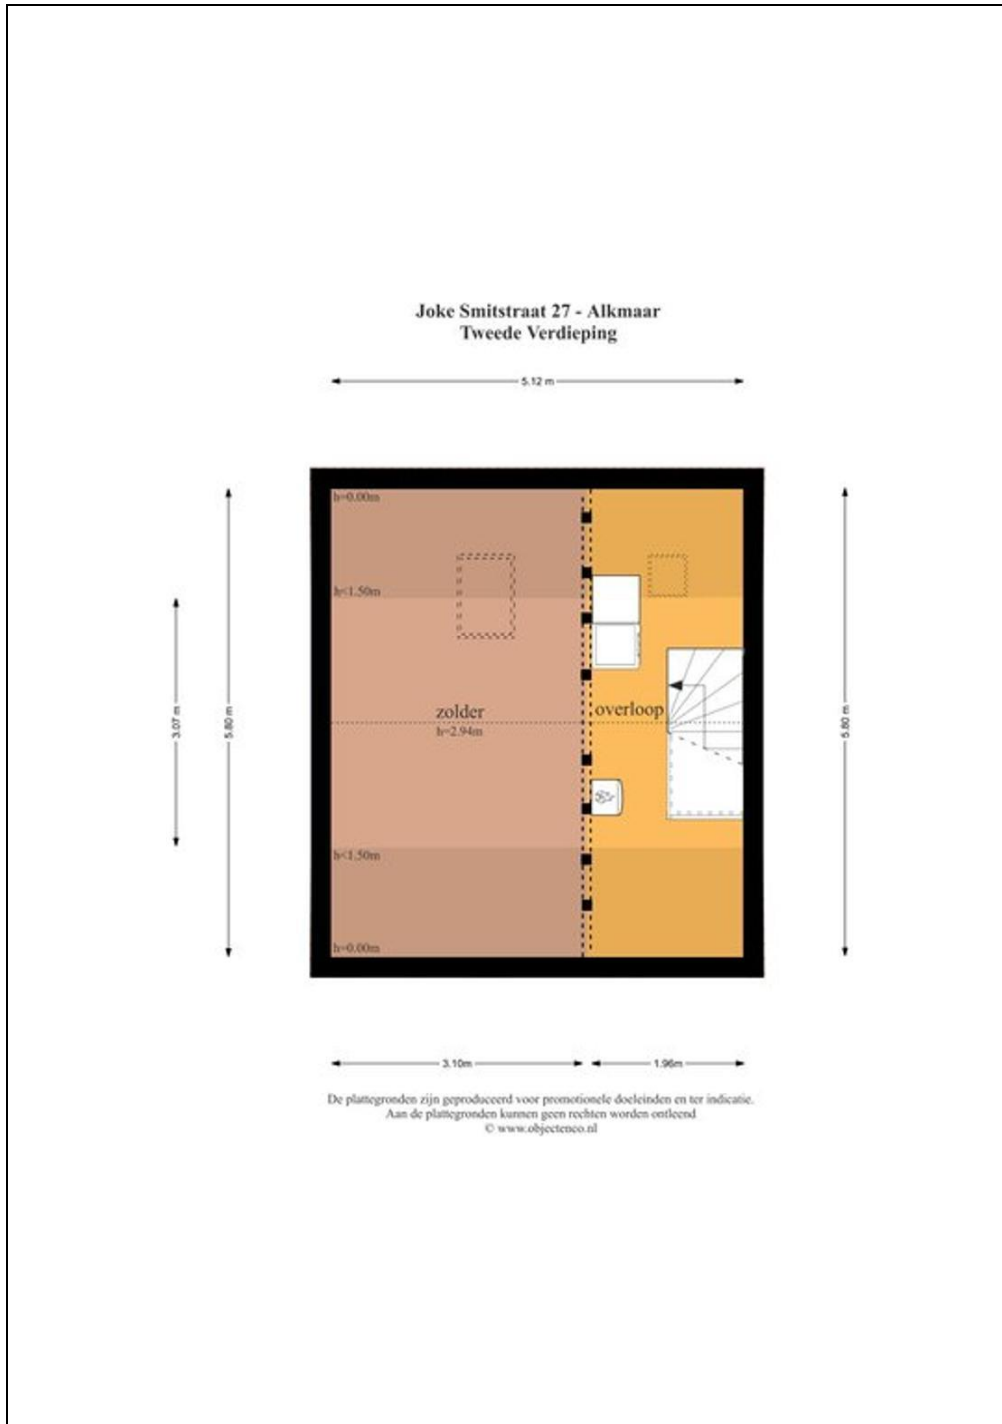 Joke Smitstraat 27 - Alkmaar
Tweede Verdieping
5.12 m
h=0.00m
h<1.50m
3.07 m
5.80 m
zolder
h=2.94m
overloop
5.80 m
h<1.50m
h=0.00m
3.10m
1.96m
De plattegronden zijn geproduceerd voor promotionele doeleinden en ter indicatie.
Aan de plattegronden kunnen geen rechten worden ontleend
© www.objectenco.nl